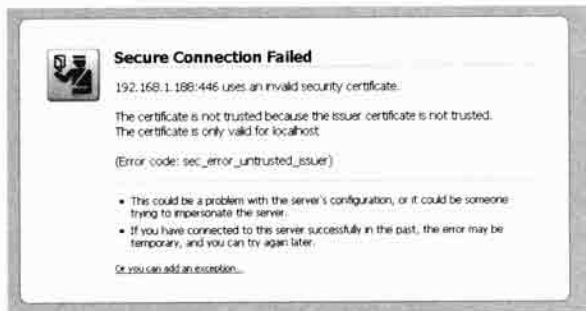 Secure Connection Failed
192.168.1.188:446 uses an invalid security certificate.
The certificate is not trusted because the issuer certificate is not trusted.
The certificate is only valid for localhost
(Error code: sec_error_untrusted_issuer)
• This could be a problem with the server's configuration, or it could be someone
trying to impersonate the server.
• If you have connected to this server successfully in the past, the error may be
temporary, and you can try again later.
Or you can add an exception...